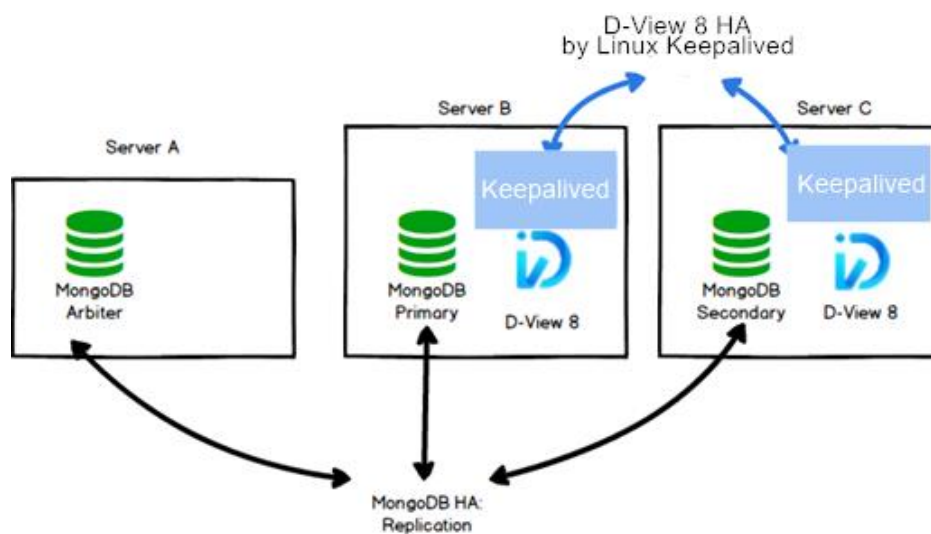 D-View 8 HA
by Linux Keepalived
Server A
Server B
Server C
Keepalived
Keepalived
MongoDB
Arbiter
MongoDB
Primary
D-View 8
MongoDB
Secondary
D-View 8
MongoDB HA:
Replication